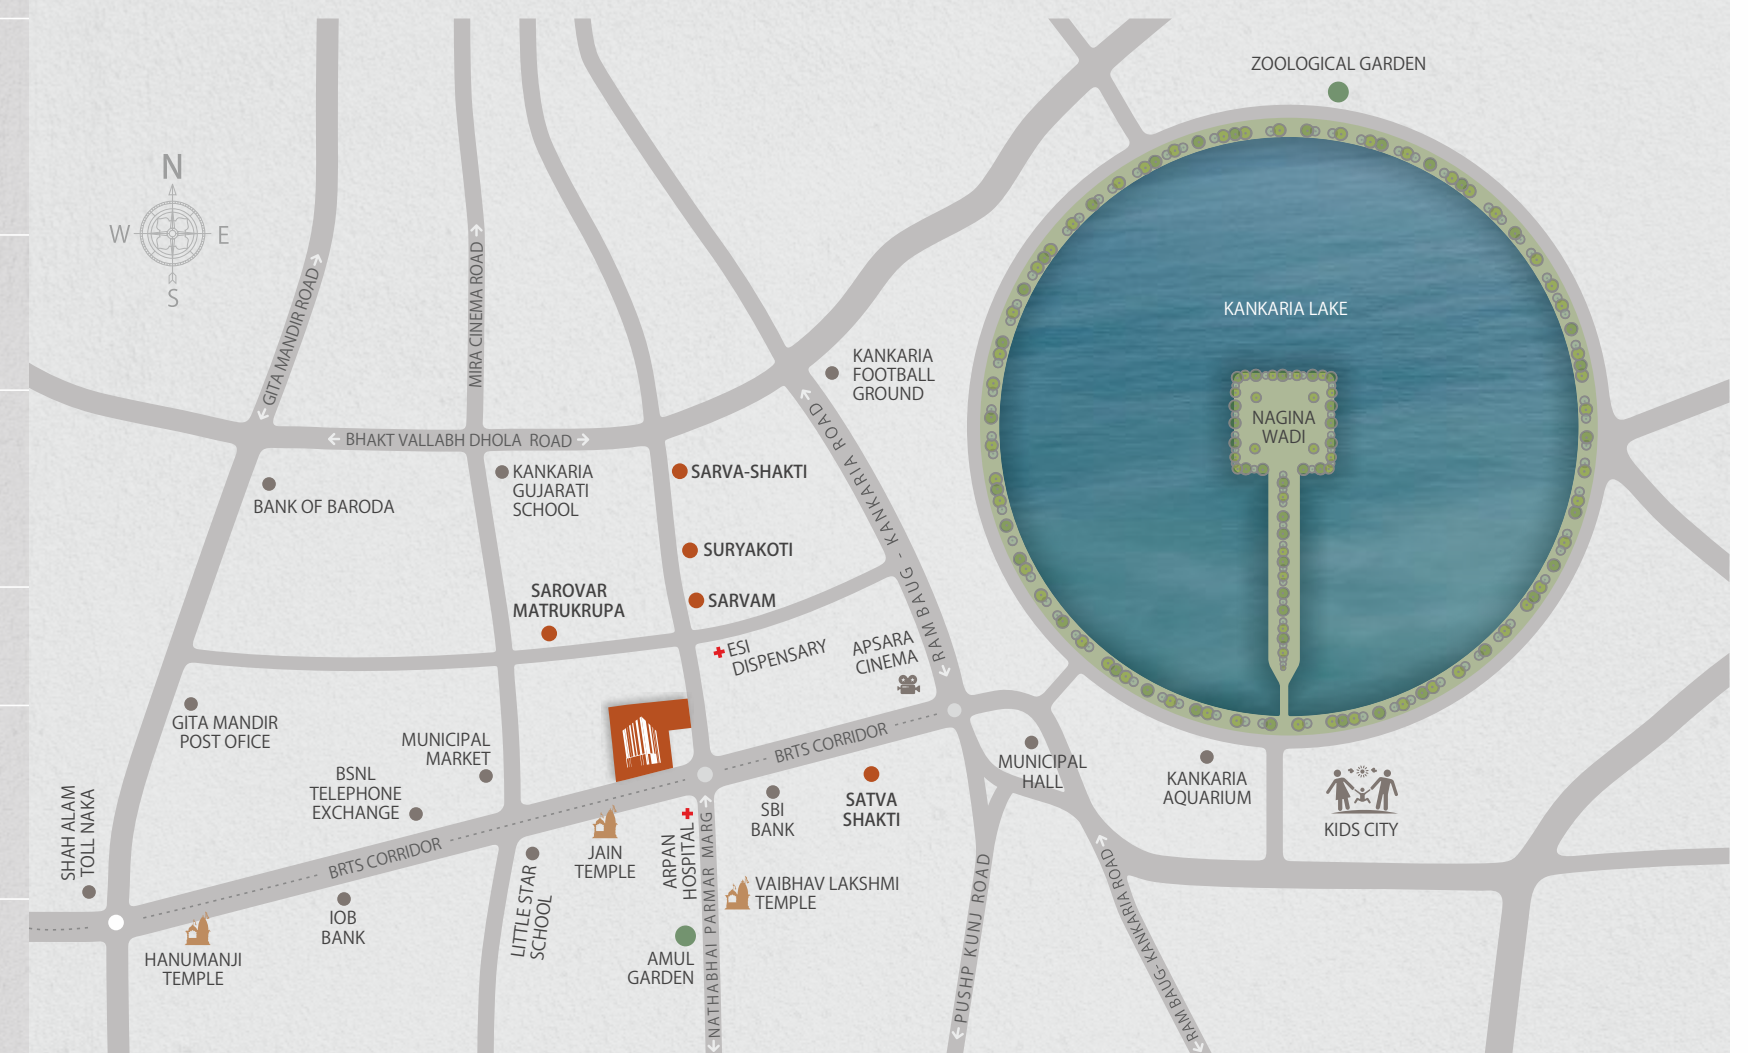 ZOOLOGICAL GARDEN
N
W
E
S
GITA MANDIR ROAD
MIRA CINEMA ROAD
KANKARIA LAKE
KANKARIA
FOOTBALL
GROUND
NAGINA
WADI
BHAKT VALLABH DHOLA ROAD
RAM BAUG - KANKARIA ROAD
BANK OF BARODA
KANKARIA
GUJARATI
SCHOOL
SARVA-SHAKTI
SURYAKOTI
SAROVAR
MATRUKRUPA
SARVAM
ESI
DISPENSARY
APSARA
CINEMA
GITA MANDIR
POST OFICE
MUNICIPAL
MARKET
BSNL
TELEPHONE
EXCHANGE
BRTS CORRIDOR
MUNICIPAL
HALL
KANKARIA
AQUARIUM
KIDS CITY
SHAH ALAM
TOLL NAKA
SBI
BANK
SATVA
SHAKTI
BRTS CORRIDOR
JAIN
TEMPLE
ARPAN
HOSPITAL
NATHABHAI PARMAR MARG
VAIBHAV LAKSHMI
TEMPLE
LITTLE STAR
SCHOOL
IOB
BANK
HANUMANJI
TEMPLE
AMUL
GARDEN
PUSHP KUNJ ROAD
RAM BAUG-KANKARIA ROAD